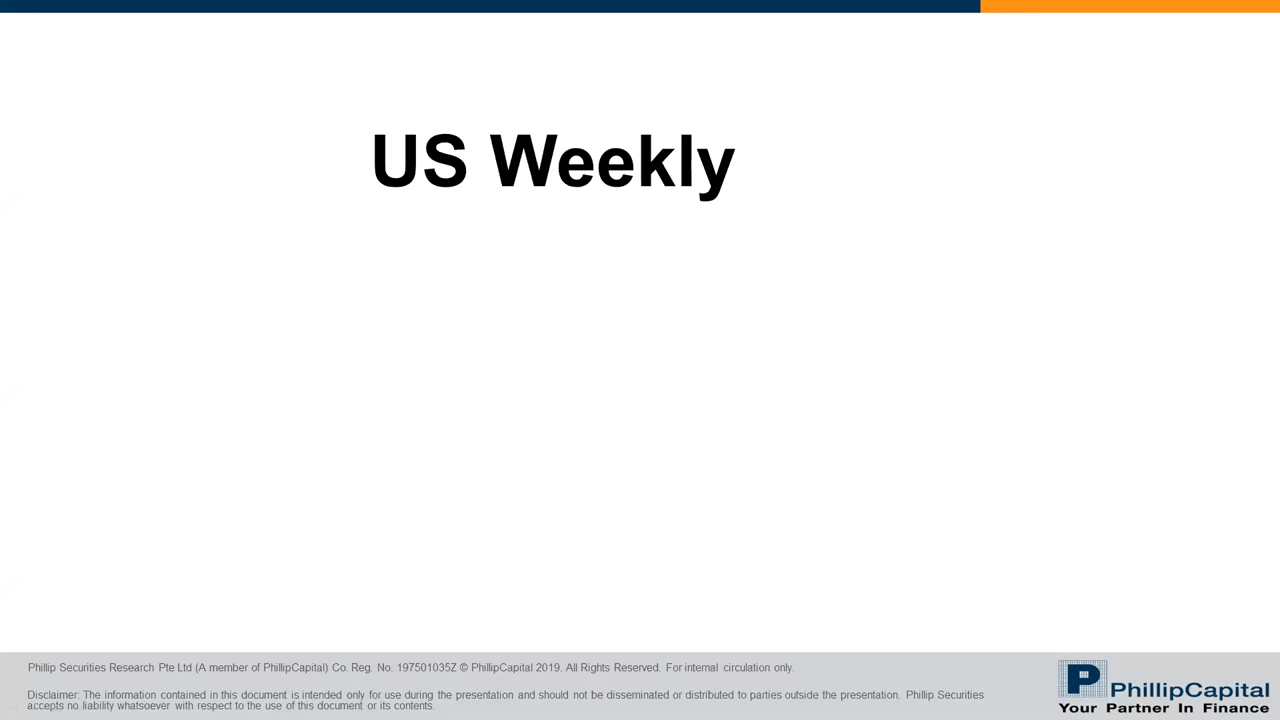 US Weekly
Phillip Securities Research Pte Ltd (A member of PhillipCapital) Co. Reg. No. 197501035Z © PhillipCapital 2019. All Rights Reserved. For internal circulation only.
Disclaimer: The information contained in this document is intended only for use during the presentation and should not be disseminated or distributed to parties outside the presentation. Phillip Securities
accepts no liability whatsoever with respect to the use of this document or its contents.
P
PhillipCapital
Your Partner In Finance